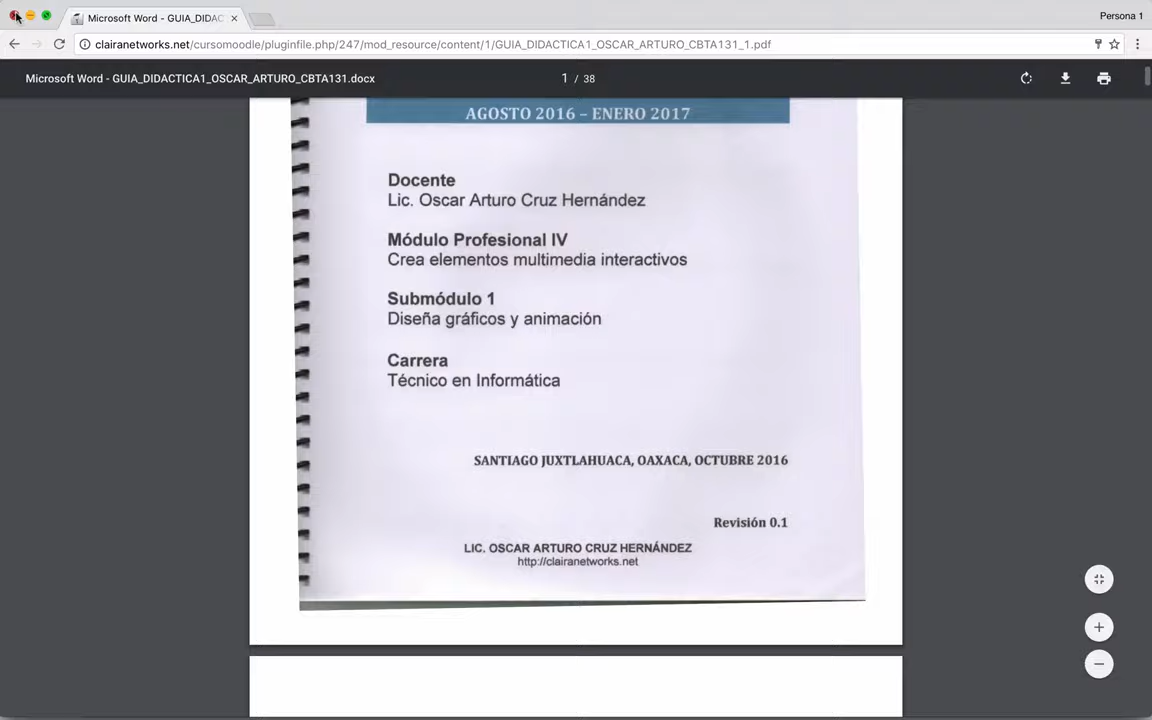 Microsoft Word - GUIA_DIDAC
Persona 1
clairanetworks.net/cursomoodle/pluginfile.php/247/mod_resource/content/1/GUIA_DIDACTICA1_OSCAR_ARTURO_CBTA131_1.pdf
Microsoft Word - GUIA_DIDACTICA1_OSCAR_ARTURO_CBTA131.docx
1 / 38
AGOSTO 2016 – ENERO 2017
Docente
Lic. Oscar Arturo Cruz Hernández
Módulo Profesional IV
Crea elementos multimedia interactivos
Submódulo 1
Diseña gráficos y animación
Carrera
Técnico en Informática
SANTIAGO JUXTLAHUACA, OAXACA, OCTUBRE 2016
Revisión 0.1
LIC. OSCAR ARTURO CRUZ HERNÁNDEZ
http://clairanetworks.net